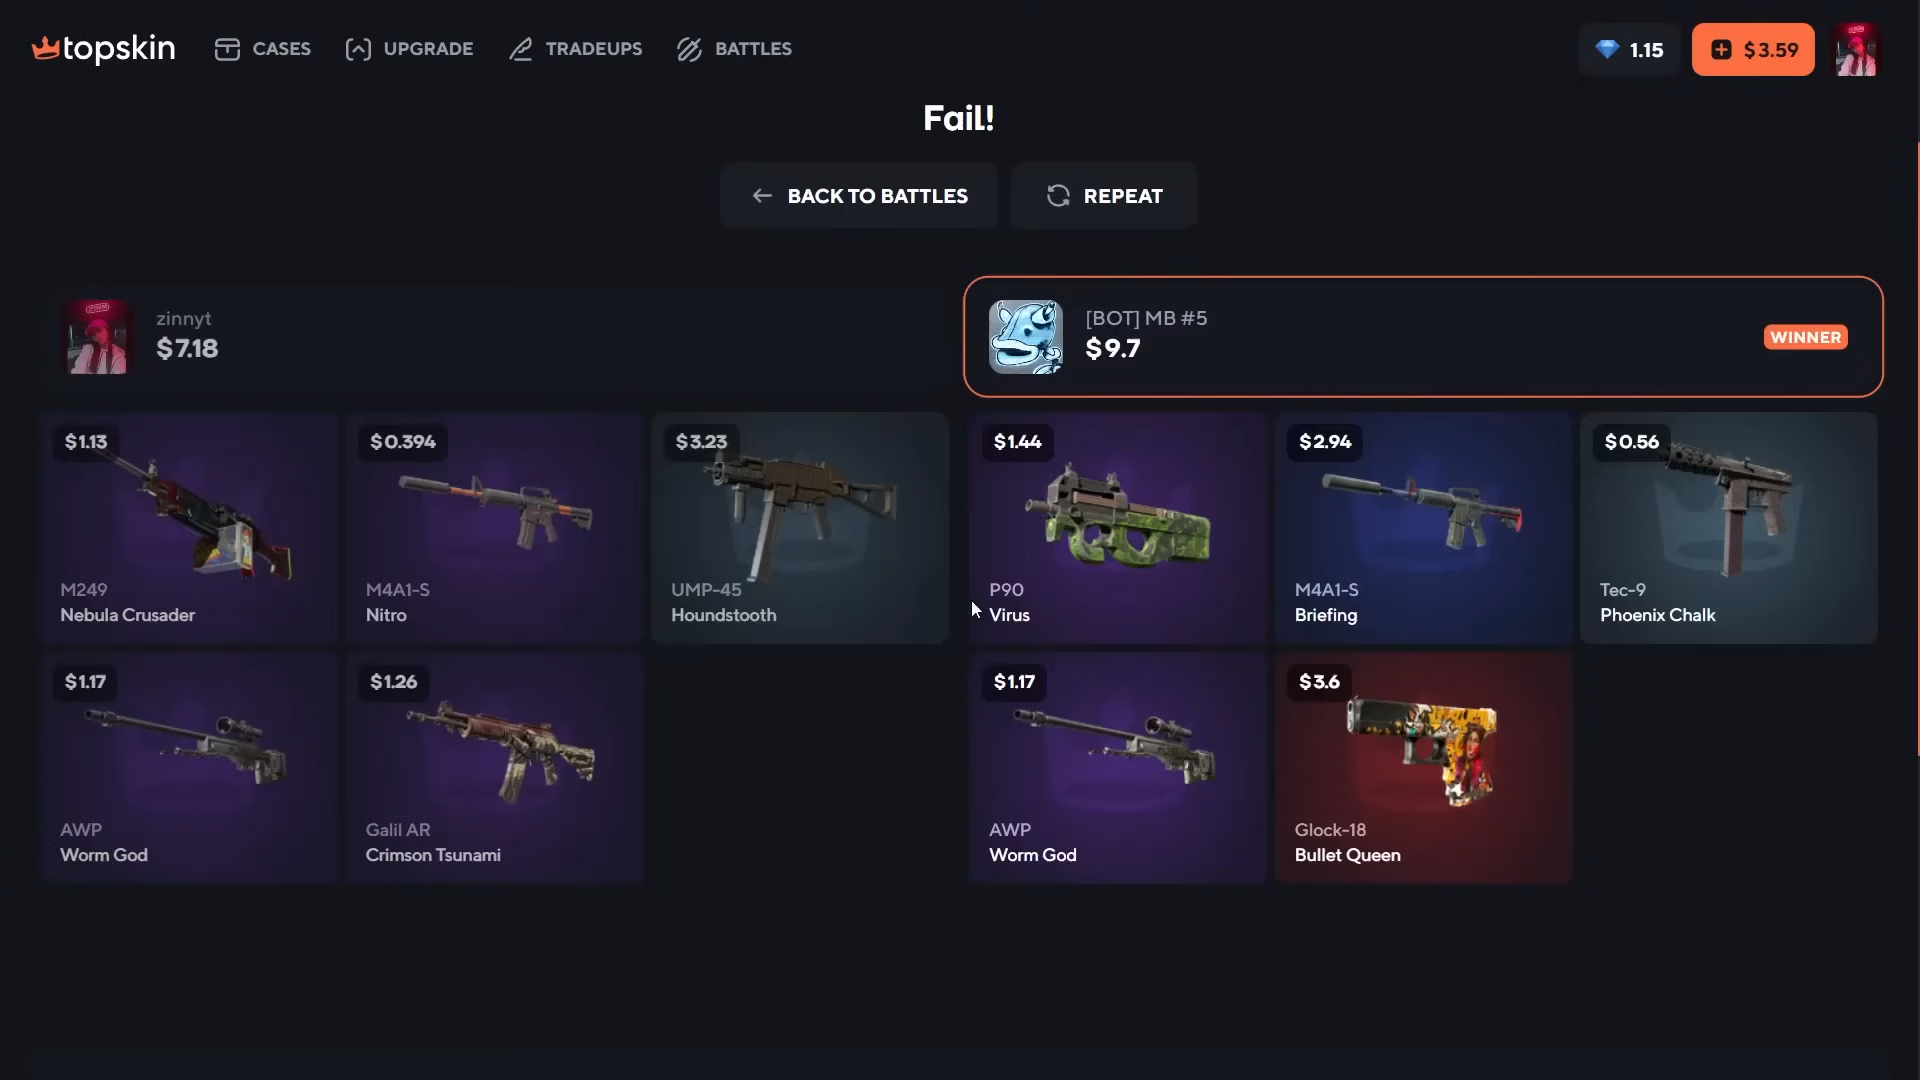 topskin
CASES
UPGRADE
TRADEUPS
BATTLES
1.15
$3.59
Fail!
BACK TO BATTLES
REPEAT
zinnyt
$7.18
[BOT] MB #5
$9.7
WINNER
$1.13
M249
Nebula Crusader
$0.394
M4A1-S
Nitro
$3.23
UMP-45
Houndstooth
$1.44
P90
Virus
$2.94
M4A1-S
Briefing
$0.56
Tec-9
Phoenix Chalk
$1.17
AWP
Worm God
$1.26
Galil AR
Crimson Tsunami
$1.17
AWP
Worm God
$3.6
Glock-18
Bullet Queen